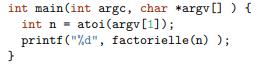 int main(int argc, char *argv[] ) {
int n = atoi(argv[1]);
printf("%d", factorielle(n) );
}